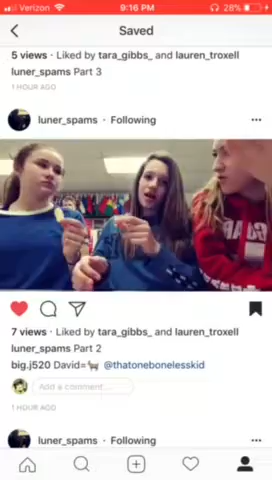 Verizon 9:16 PM 28%
Saved
5 views · Liked by tara_gibbs_ and lauren_troxell
luner_spams Part 3
1 HOUR AGO
luner_spams · Following
7 views · Liked by tara_gibbs_ and lauren_troxell
luner_spams Part 2
big.j520 David=🐐 @thatonebonelesskid
Add a comment...
1 HOUR AGO
luner_spams · Following